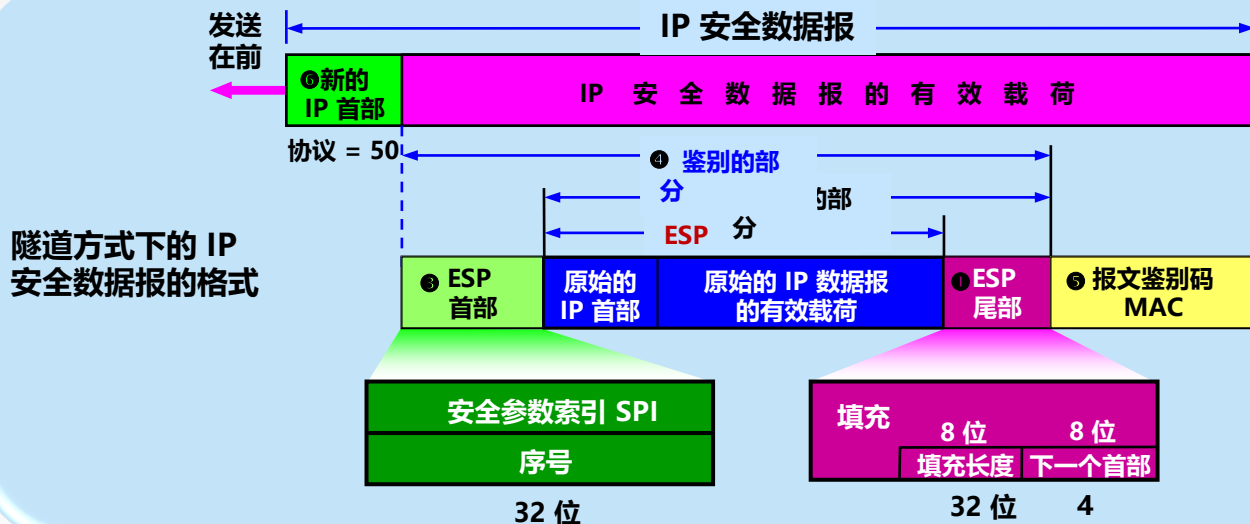 发送
在前
IP 安全数据报
❻新的
IP 首部
IP 安 全 数 据 报 的 有 效 载 荷
协议 = 50
❹ 鉴别的部
分
的部
分
ESP
隧道方式下的 IP
安全数据报的格式
❸ ESP
首部
原始的
IP 首部
原始的 IP 数据报
的有效载荷
❶ESP
尾部
❺ 报文鉴别码
MAC
安全参数索引 SPI
序号
32 位
填充
8 位
8 位
填充长度
下一个首部
32 位
4